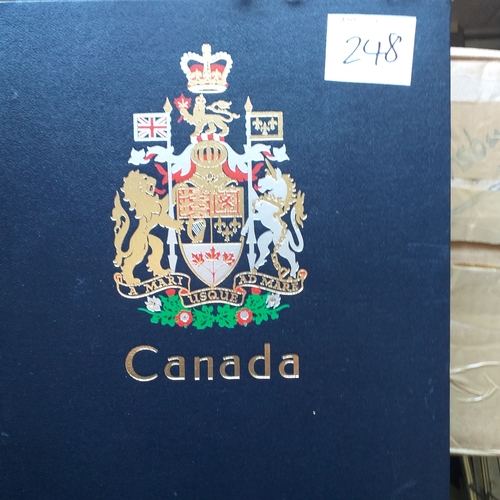 248
A MARI
USQUE
AD MARE
Canada